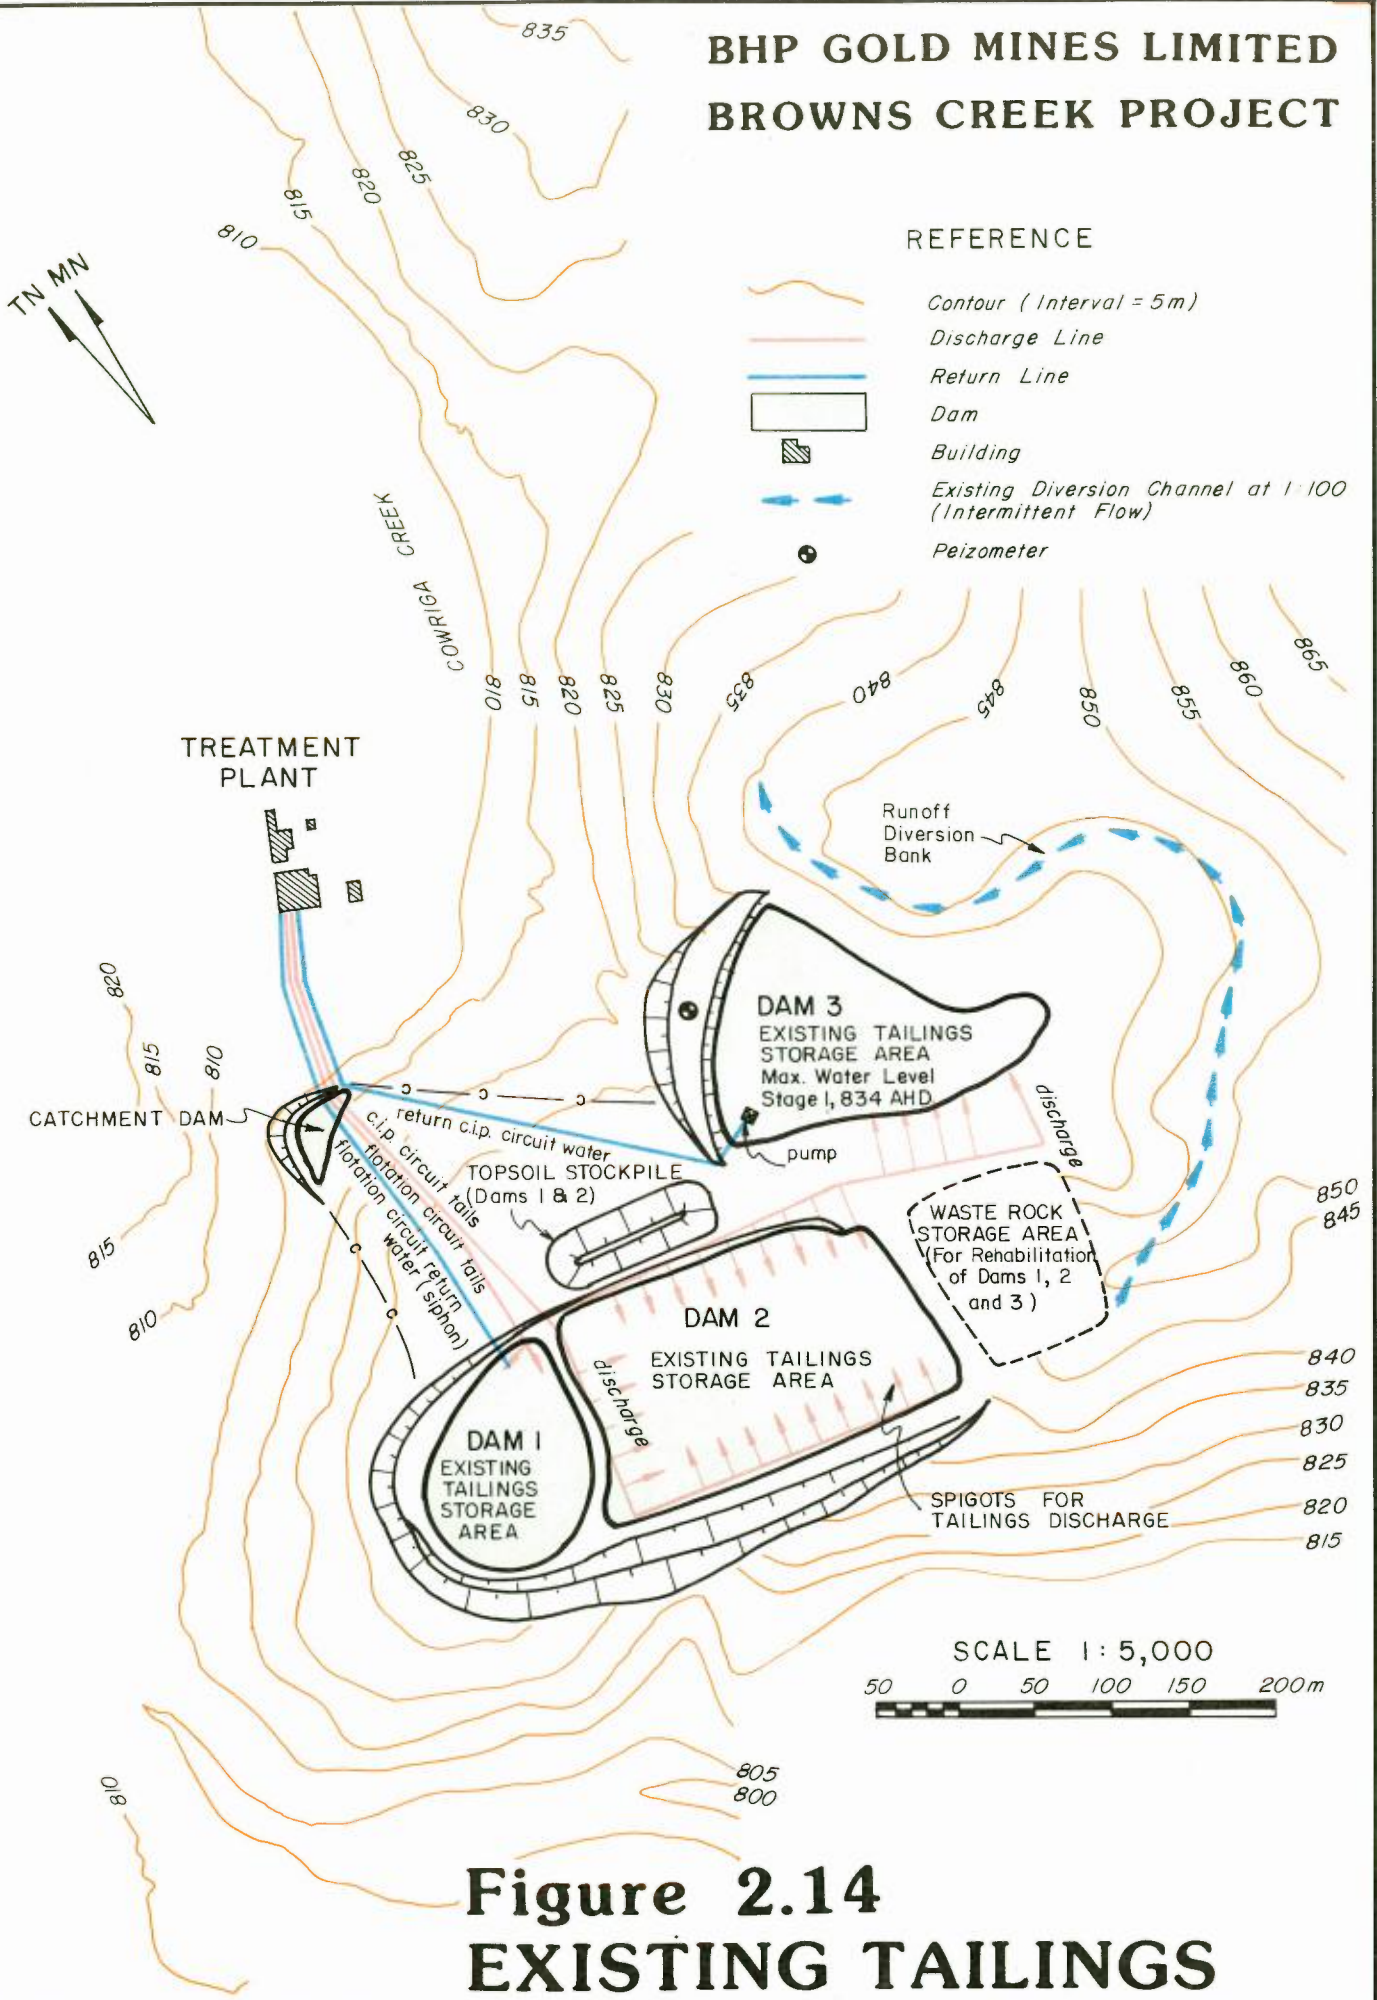 BHP GOLD MINES LIMITED
BROWNS CREEK PROJECT
835
830
825
820
815
810
TN MN
REFERENCE
Contour ( Interval = 5m )
Discharge Line
Return Line
Dam
Building
Existing Diversion Channel at 1:100
(Intermittent Flow)
Peizometer
COWRIGA CREEK
810
815
820
825
830
835
840
845
850
855
860
865
TREATMENT
PLANT
Runoff
Diversion
Bank
820
815
810
DAM 3
EXISTING TAILINGS
STORAGE AREA
Max. Water Level
Stage 1, 834 AHD
discharge
CATCHMENT DAM
c
c
c
return c.i.p. circuit water
c.i.p. circuit tails
flotation circuit tails
flotation circuit return
water (siphon)
pump
TOPSOIL STOCKPILE
(Dams 1 & 2)
WASTE ROCK
STORAGE AREA
(For Rehabilitation
of Dams 1, 2
and 3 )
850
845
815
810
c
c
DAM 2
EXISTING TAILINGS
STORAGE AREA
discharge
840
835
830
825
820
815
DAM 1
EXISTING
TAILINGS
STORAGE
AREA
SPIGOTS FOR
TAILINGS DISCHARGE
SCALE 1 : 5,000
50 0 50 100 150 200m
805
800
810
Figure 2.14
EXISTING TAILINGS